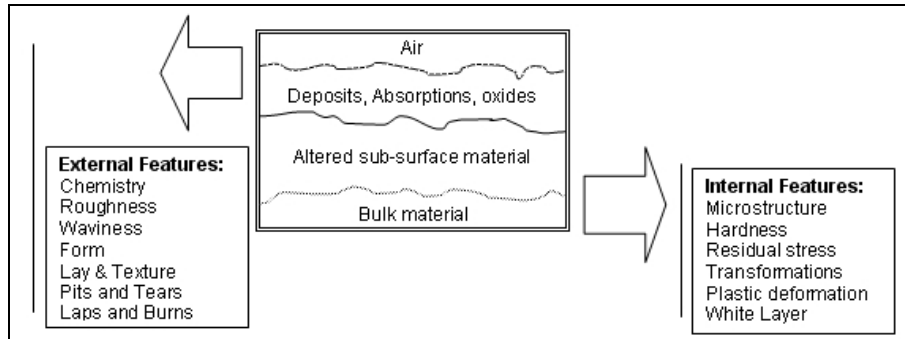 Air
Deposits, Absorptions, oxides
Altered sub-surface material
Bulk material
External Features:
Chemistry
Roughness
Waviness
Form
Lay & Texture
Pits and Tears
Laps and Burns
Internal Features:
Microstructure
Hardness
Residual stress
Transformations
Plastic deformation
White Layer